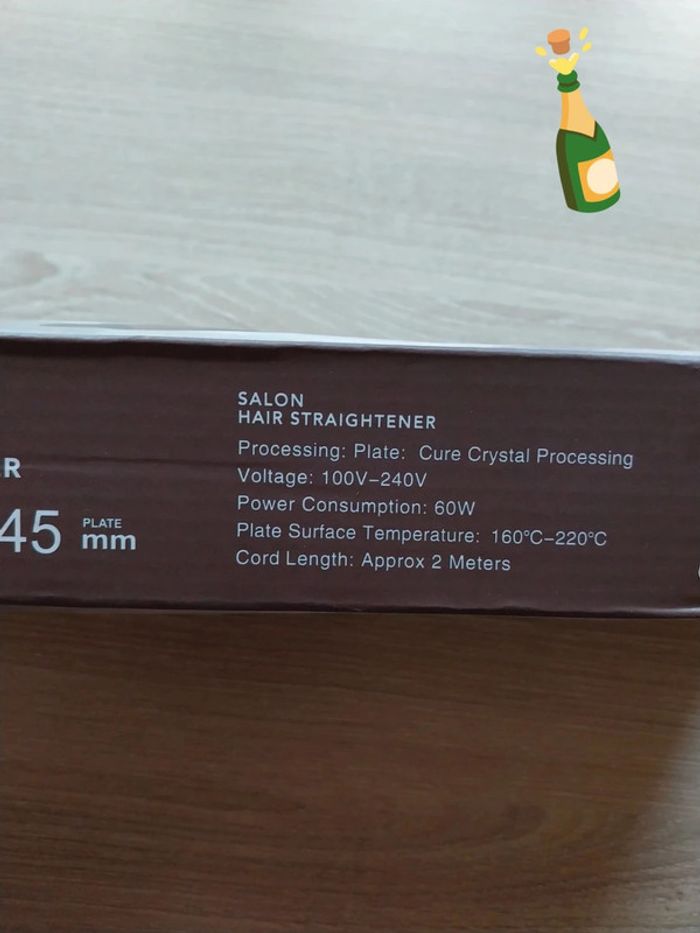 R
45 PLATE
mm
SALON
HAIR STRAIGHTENER
Processing: Plate: Cure Crystal Processing
Voltage: 100V–240V
Power Consumption: 60W
Plate Surface Temperature: 160℃–220℃
Cord Length: Approx 2 Meters